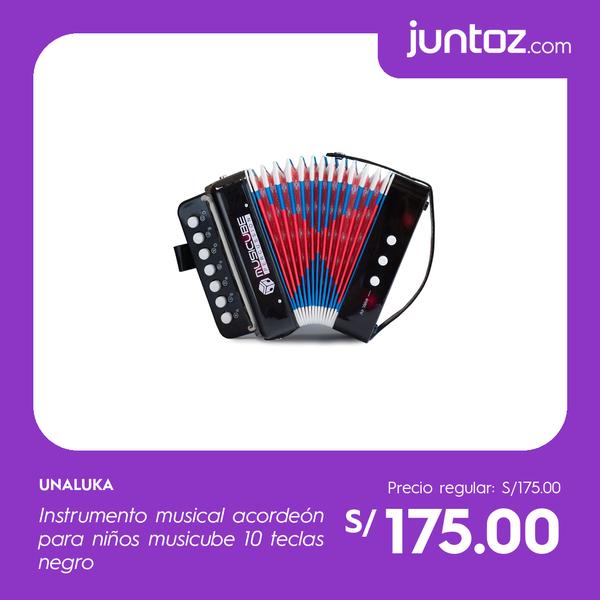 juntoz.com
MUSICUBE
UNALUKA
Instrumento musical acordeón
para niños musicube 10 teclas
negro
Precio regular: S/175.00
S/ 175.00